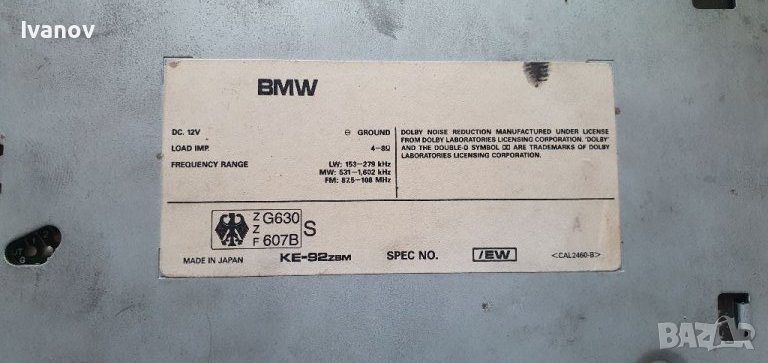 Ivanov
BMW
DC. 12V ⊖ GROUND
LOAD IMP. 4–8Ω
FREQUENCY RANGE LW: 153–279 kHz
MW: 531–1,602 kHz
FM: 87.5–108 MHz
DOLBY NOISE REDUCTION MANUFACTURED UNDER LICENSE
FROM DOLBY LABORATORIES LICENSING CORPORATION. 'DOLBY'
AND THE DOUBLE-D SYMBOL ARE TRADEMARKS OF DOLBY
LABORATORIES LICENSING CORPORATION.
Z G630
Z
F 607B
S
A
MADE IN JAPAN KE-92ZBM SPEC NO. /EW <CAL2460-B>
BAZAR